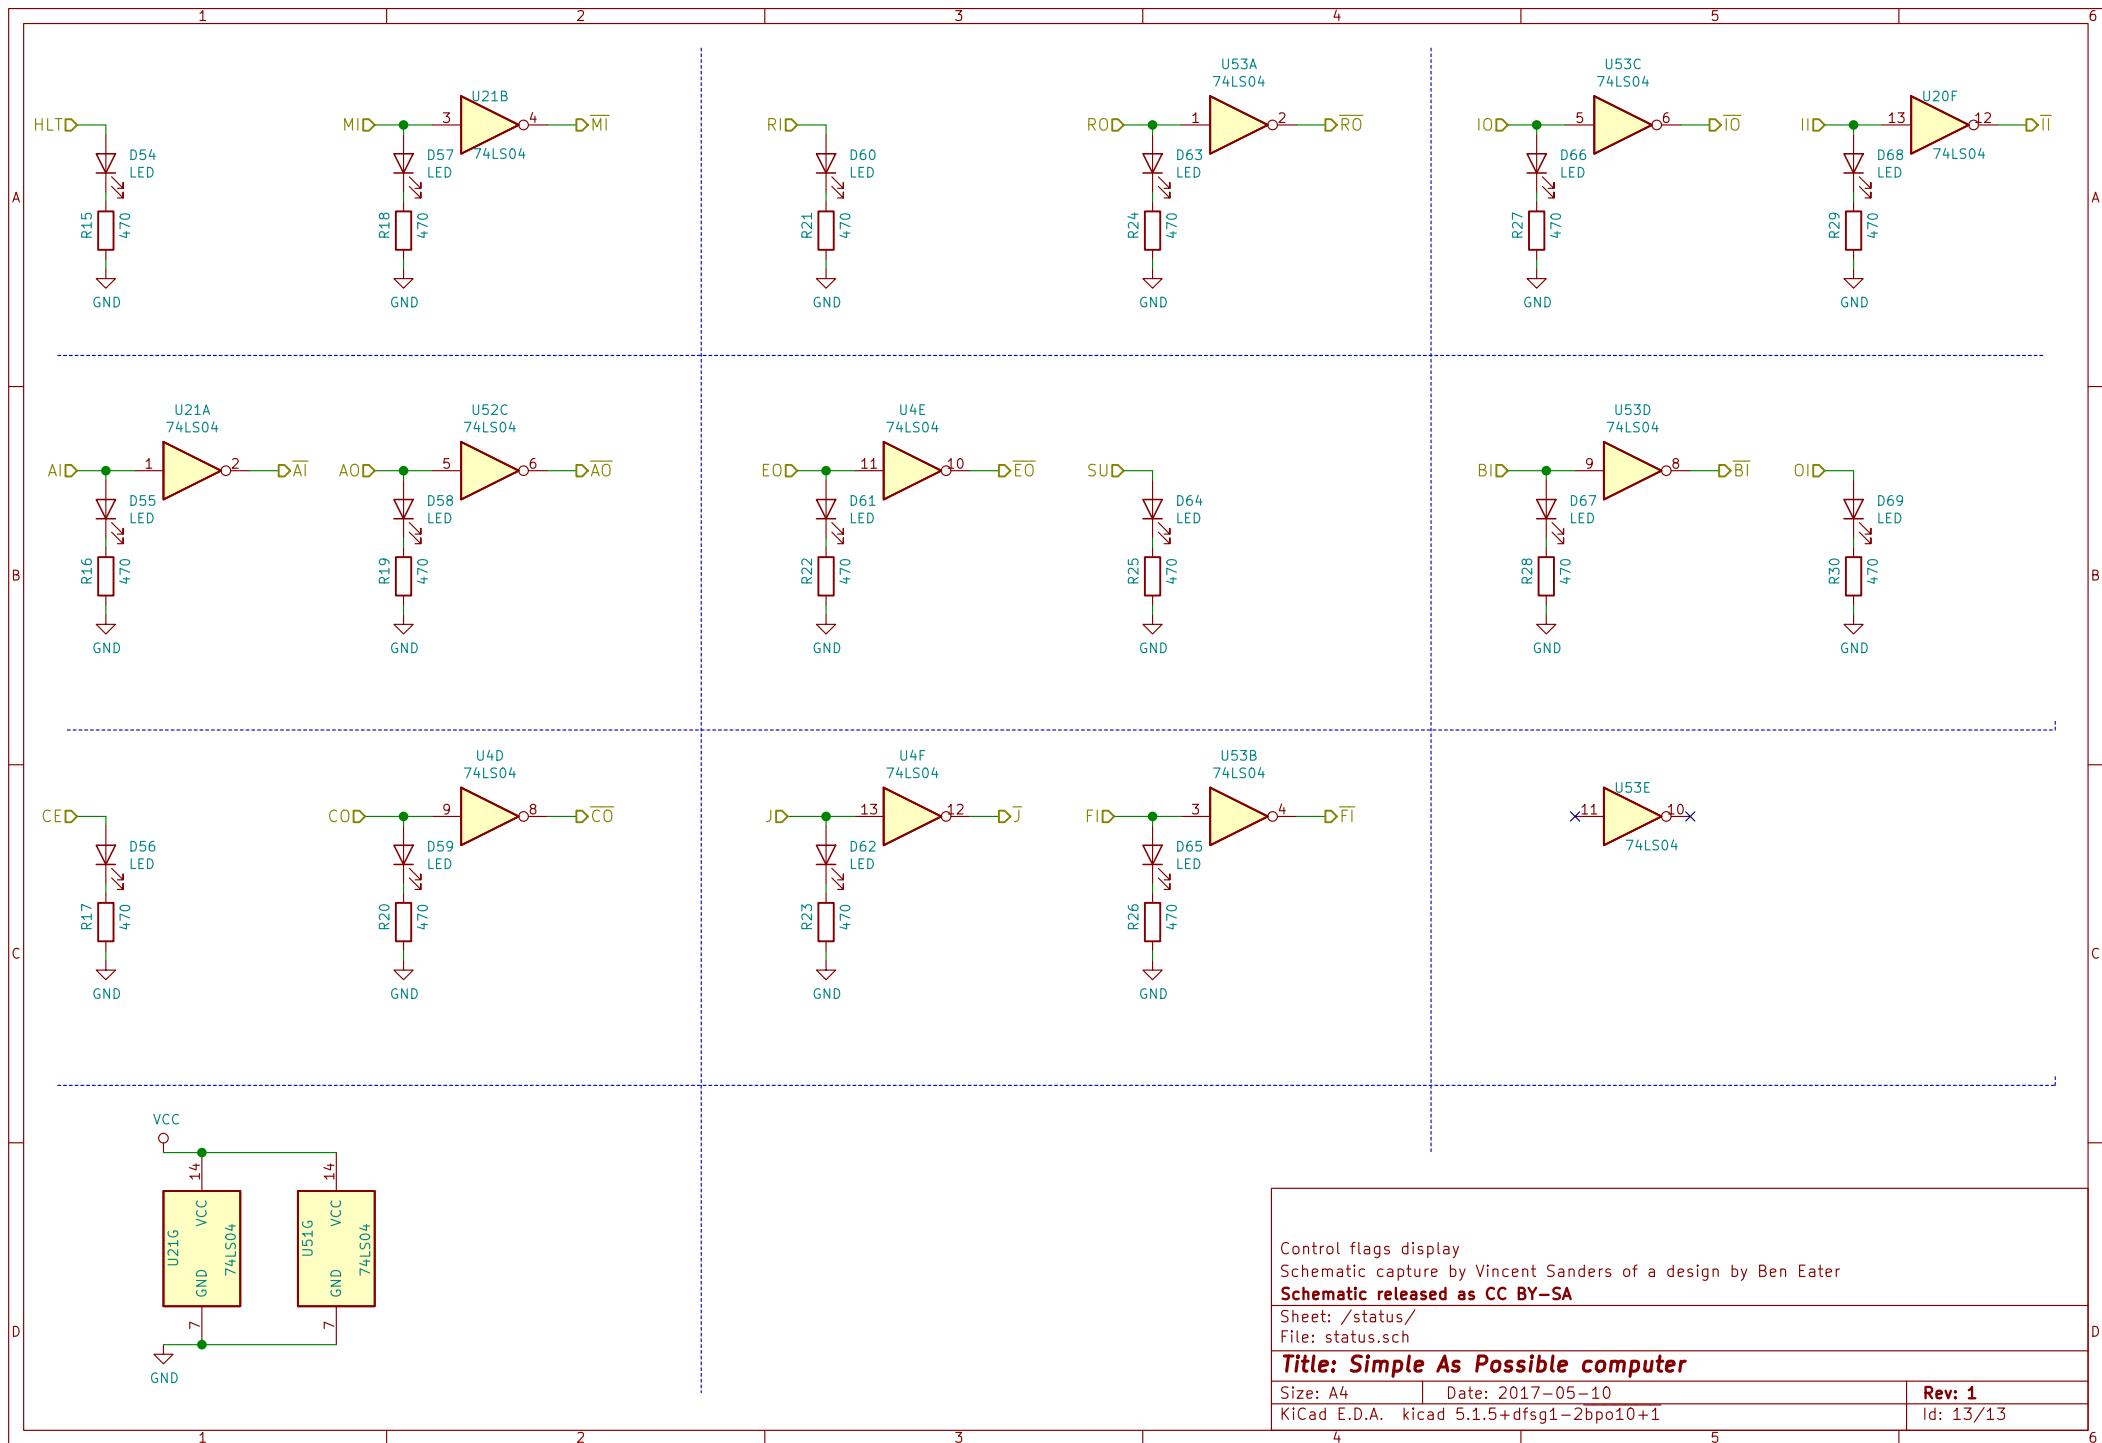 1 2 3 4 5 6
A
HLT
D54
LED
R15
470
GND
MI
3
U21B
4
74LS04
MI
D57
LED
R18
470
GND
RI
D60
LED
R21
470
GND
RO
1
U53A
74LS04
2
RO
D63
LED
R24
470
GND
IO
5
U53C
74LS04
6
IO
D66
LED
R27
470
GND
II
13
U20F
12
74LS04
II
D68
LED
R29
470
GND
A
B
AI
1
U21A
74LS04
2
AI
D55
LED
R16
470
GND
AO
5
U52C
74LS04
6
AO
D58
LED
R19
470
GND
EO
11
U4E
74LS04
10
EO
D61
LED
R22
470
GND
SU
D64
LED
R25
470
GND
BI
9
U53D
74LS04
8
BI
D67
LED
R28
470
GND
OI
D69
LED
R30
470
GND
B
C
CE
D56
LED
R17
470
GND
CO
9
U4D
74LS04
8
CO
D59
LED
R20
470
GND
J
13
U4F
74LS04
12
J
D62
LED
R23
470
GND
FI
3
U53B
74LS04
4
FI
D65
LED
R26
470
GND
11
U53E
10
74LS04
C
D
VCC
14
U21G
VCC
GND
74LS04
7
14
U51G
VCC
GND
74LS04
7
GND
D
Control flags display
Schematic capture by Vincent Sanders of a design by Ben Eater
Schematic released as CC BY-SA
Sheet: /status/
File: status.sch
Title: Simple As Possible computer
Size: A4 Date: 2017-05-10 Rev: 1
KiCad E.D.A. kicad 5.1.5+dfsg1-2bpo10+1 Id: 13/13
1 2 3 4 5 6